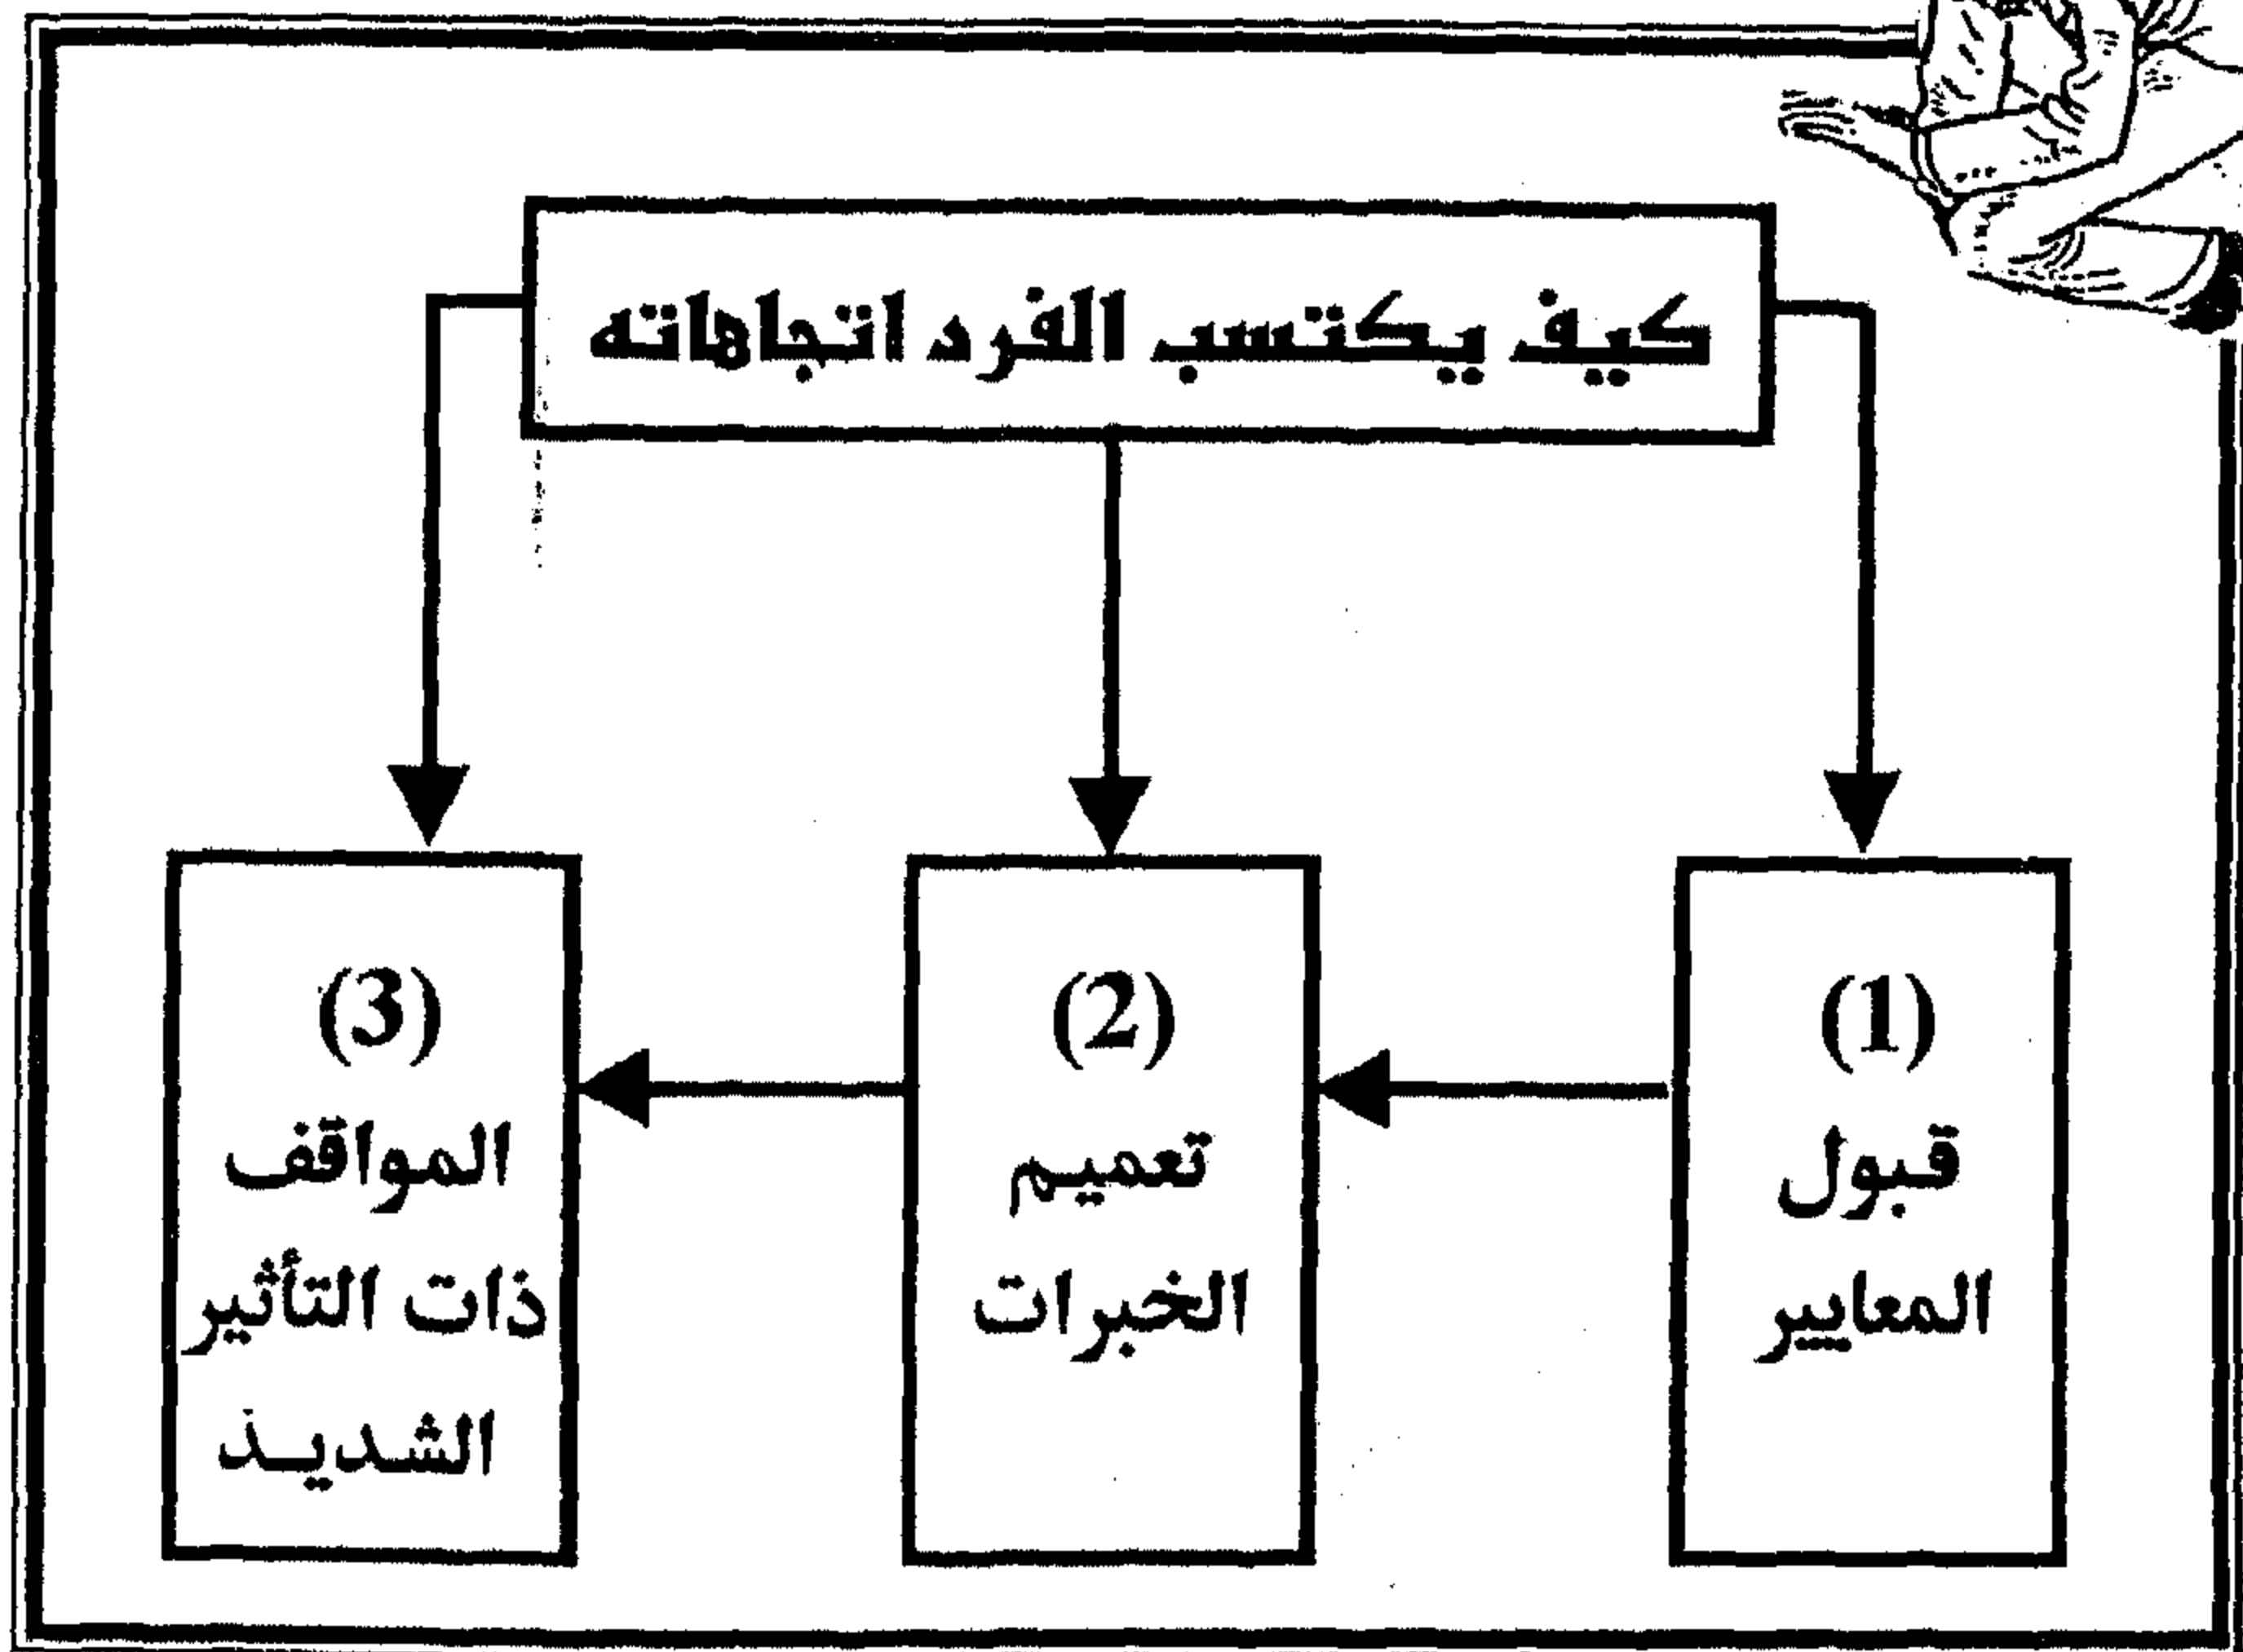 كيف يكتسب الفرد اتجاهاته
(1)
قبول
المعايير
(2)
تعميم
الخبرات
(3)
المواقف
ذات التأثير
الشديد